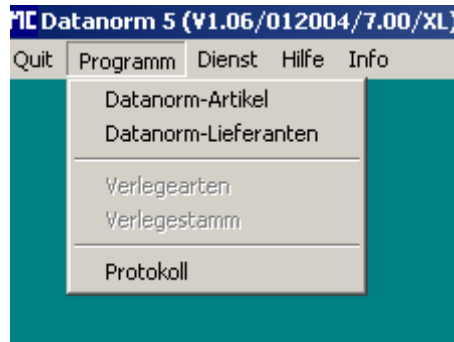 MC Datanorm 5 (V1.06/012004/7.00/XL)
Quit Programm Dienst Hilfe Info
Datanorm-Artikel
Datanorm-Lieferanten
Verlegearten
Verlegestamm
Protokoll